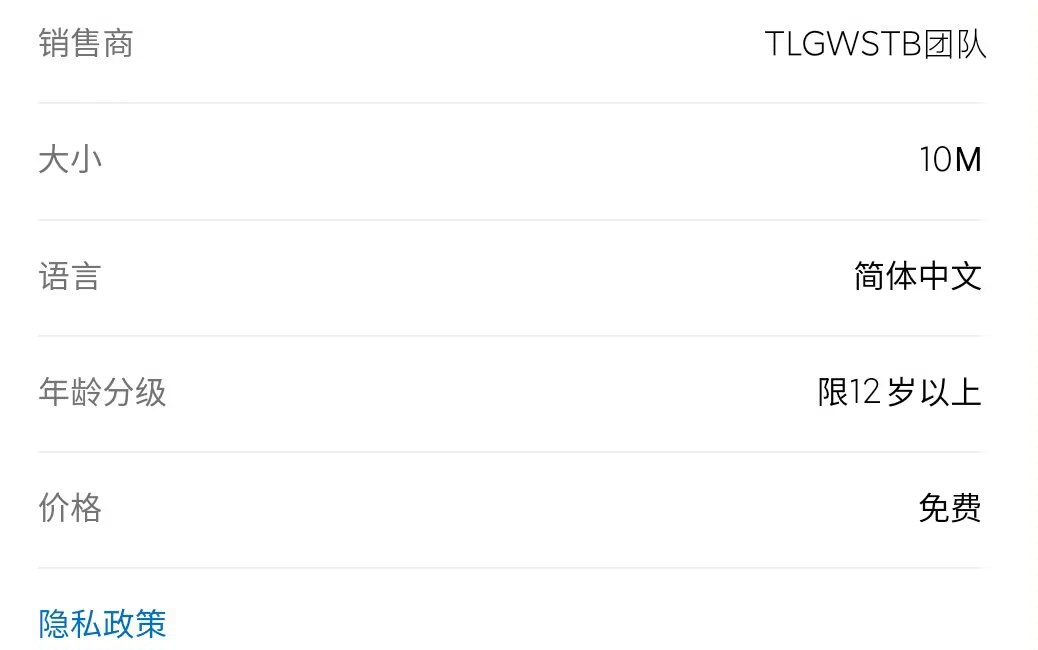 销售商 TLGWSTB团队
大小 10M
语言 简体中文
年龄分级 限12岁以上
价格 免费
隐私政策